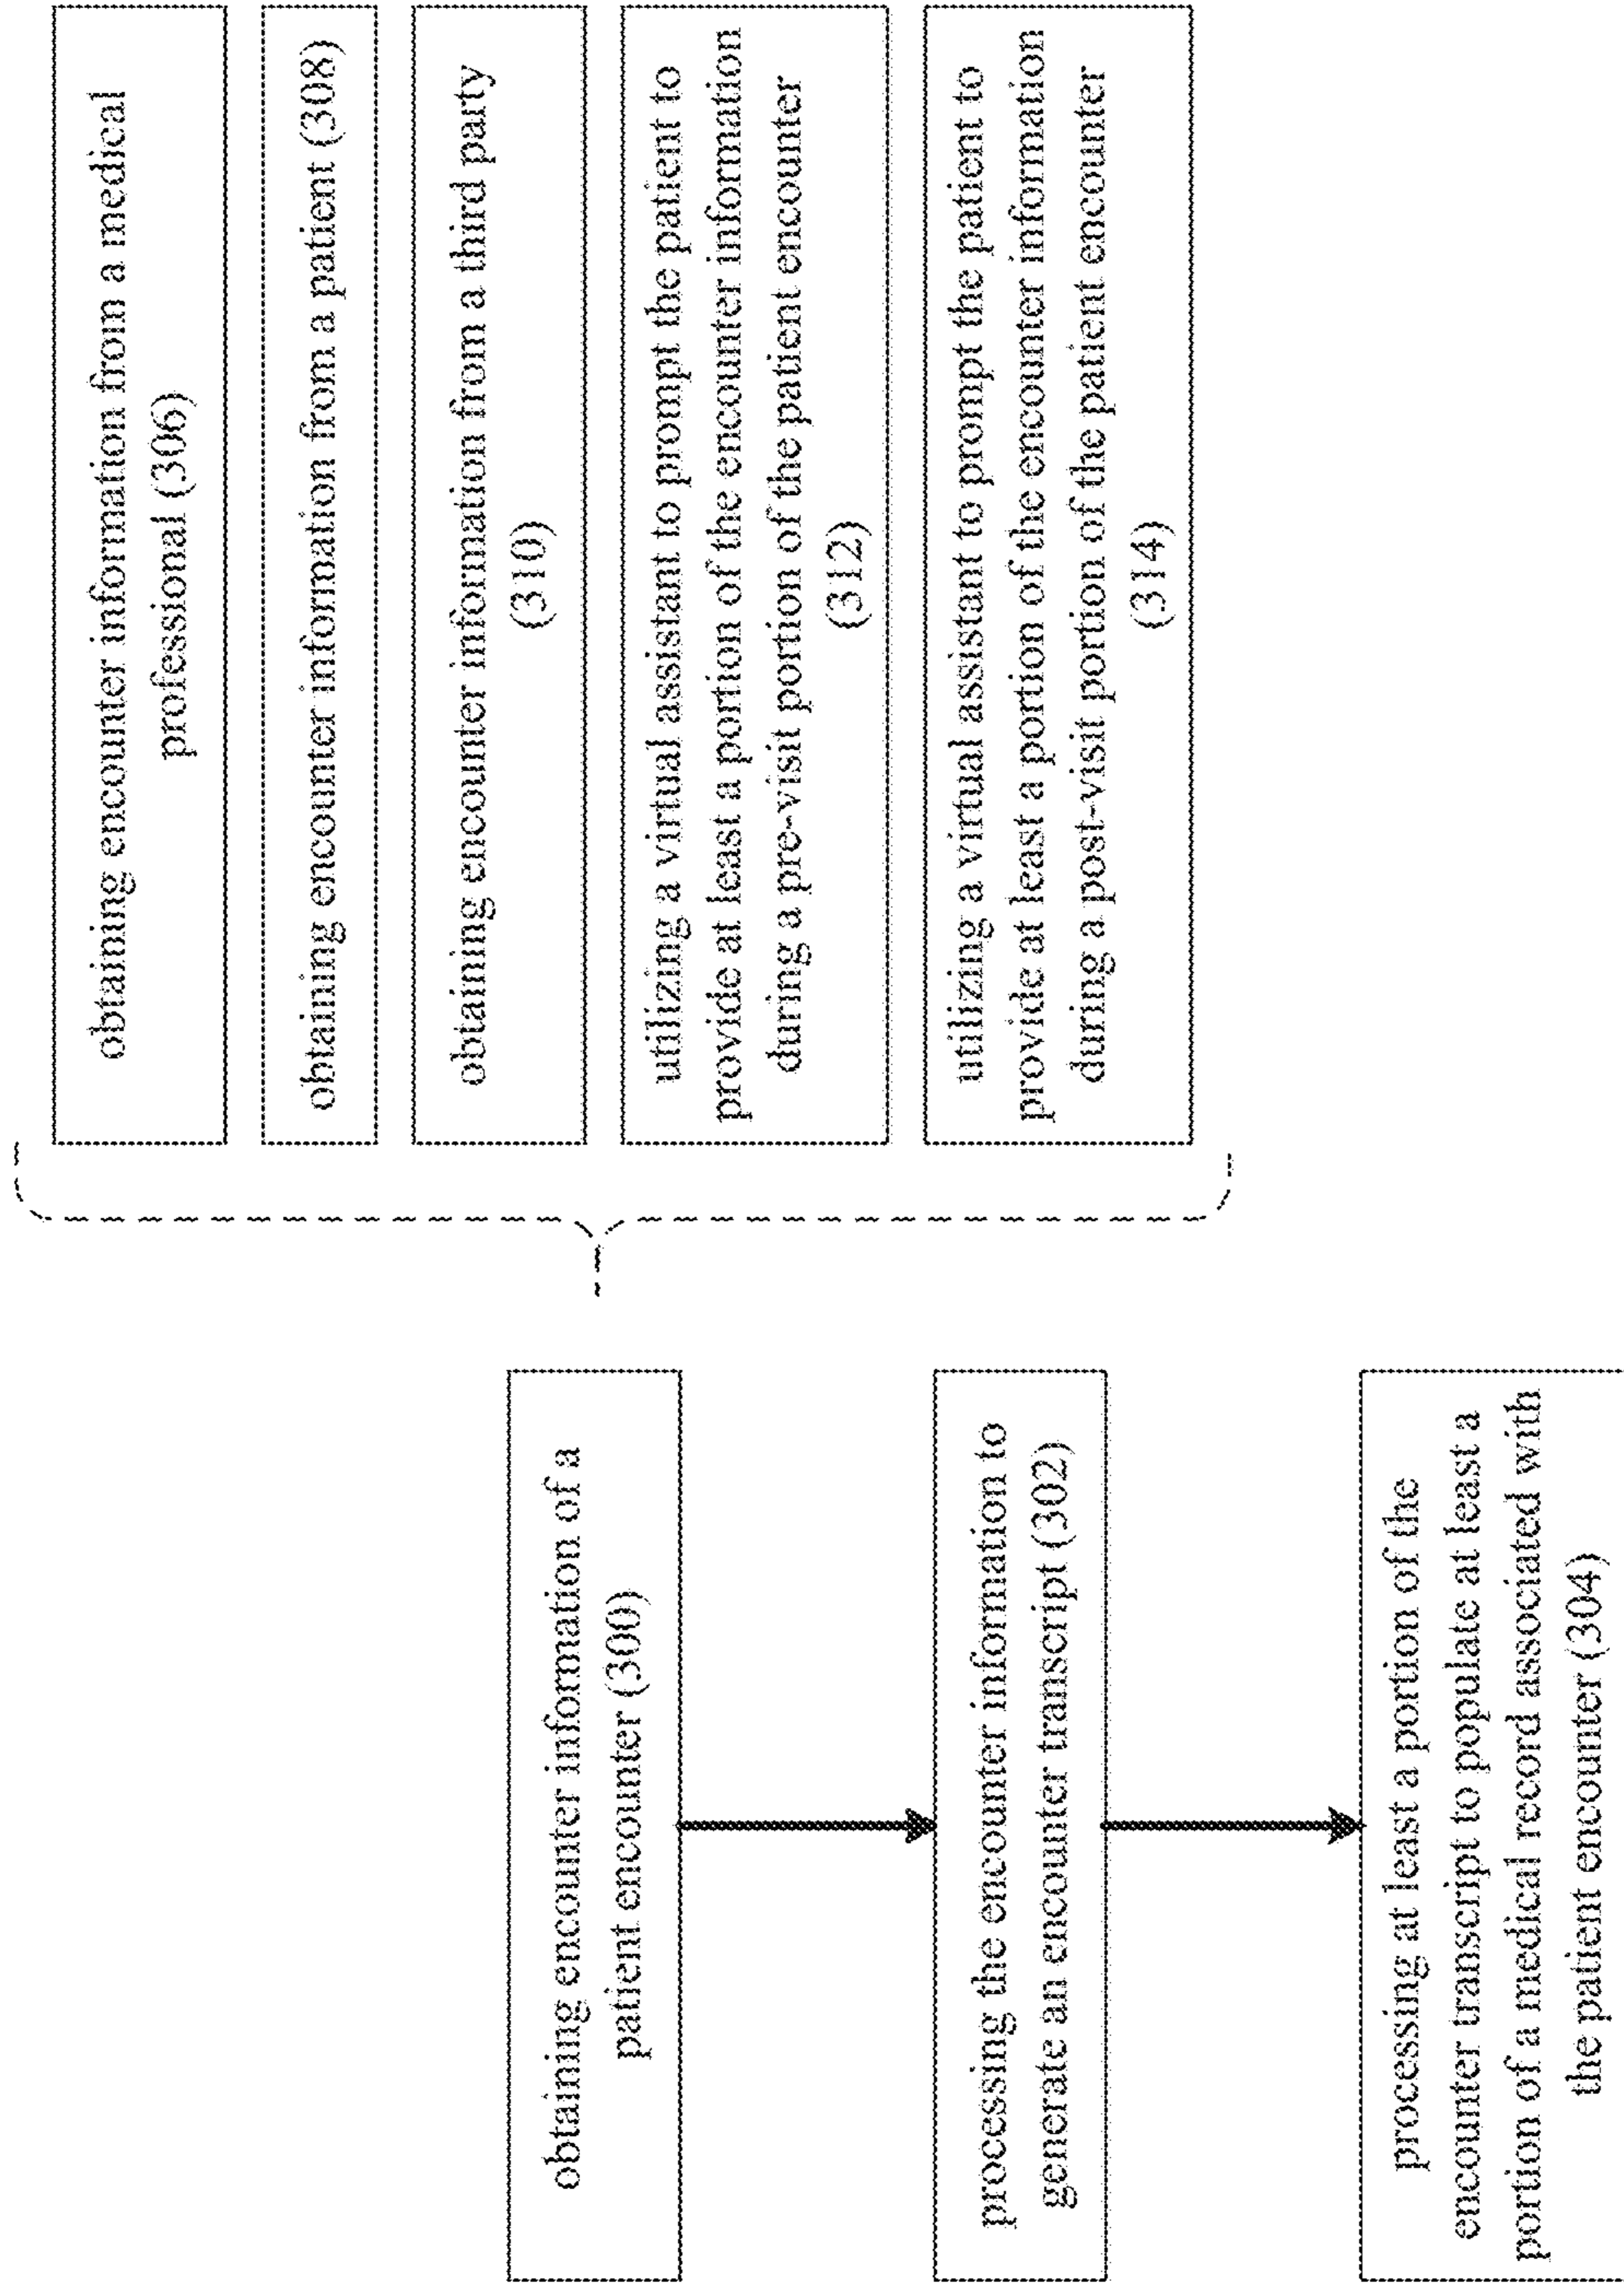 obtaining encounter information of a
patient encounter (300)
processing the encounter information to
generate an encounter transcript (302)
processing at least a portion of the
encounter transcript to populate at least a
portion of a medical record associated with
the patient encounter (304)
obtaining encounter information from a medical
professional (306)
obtaining encounter information from a patient (308)
obtaining encounter information from a third party
(310)
utilizing a virtual assistant to prompt the patient to
provide at least a portion of the encounter information
during a pre-visit portion of the patient encounter
(312)
utilizing a virtual assistant to prompt the patient to
provide at least a portion of the encounter information
during a post-visit portion of the patient encounter
(314)